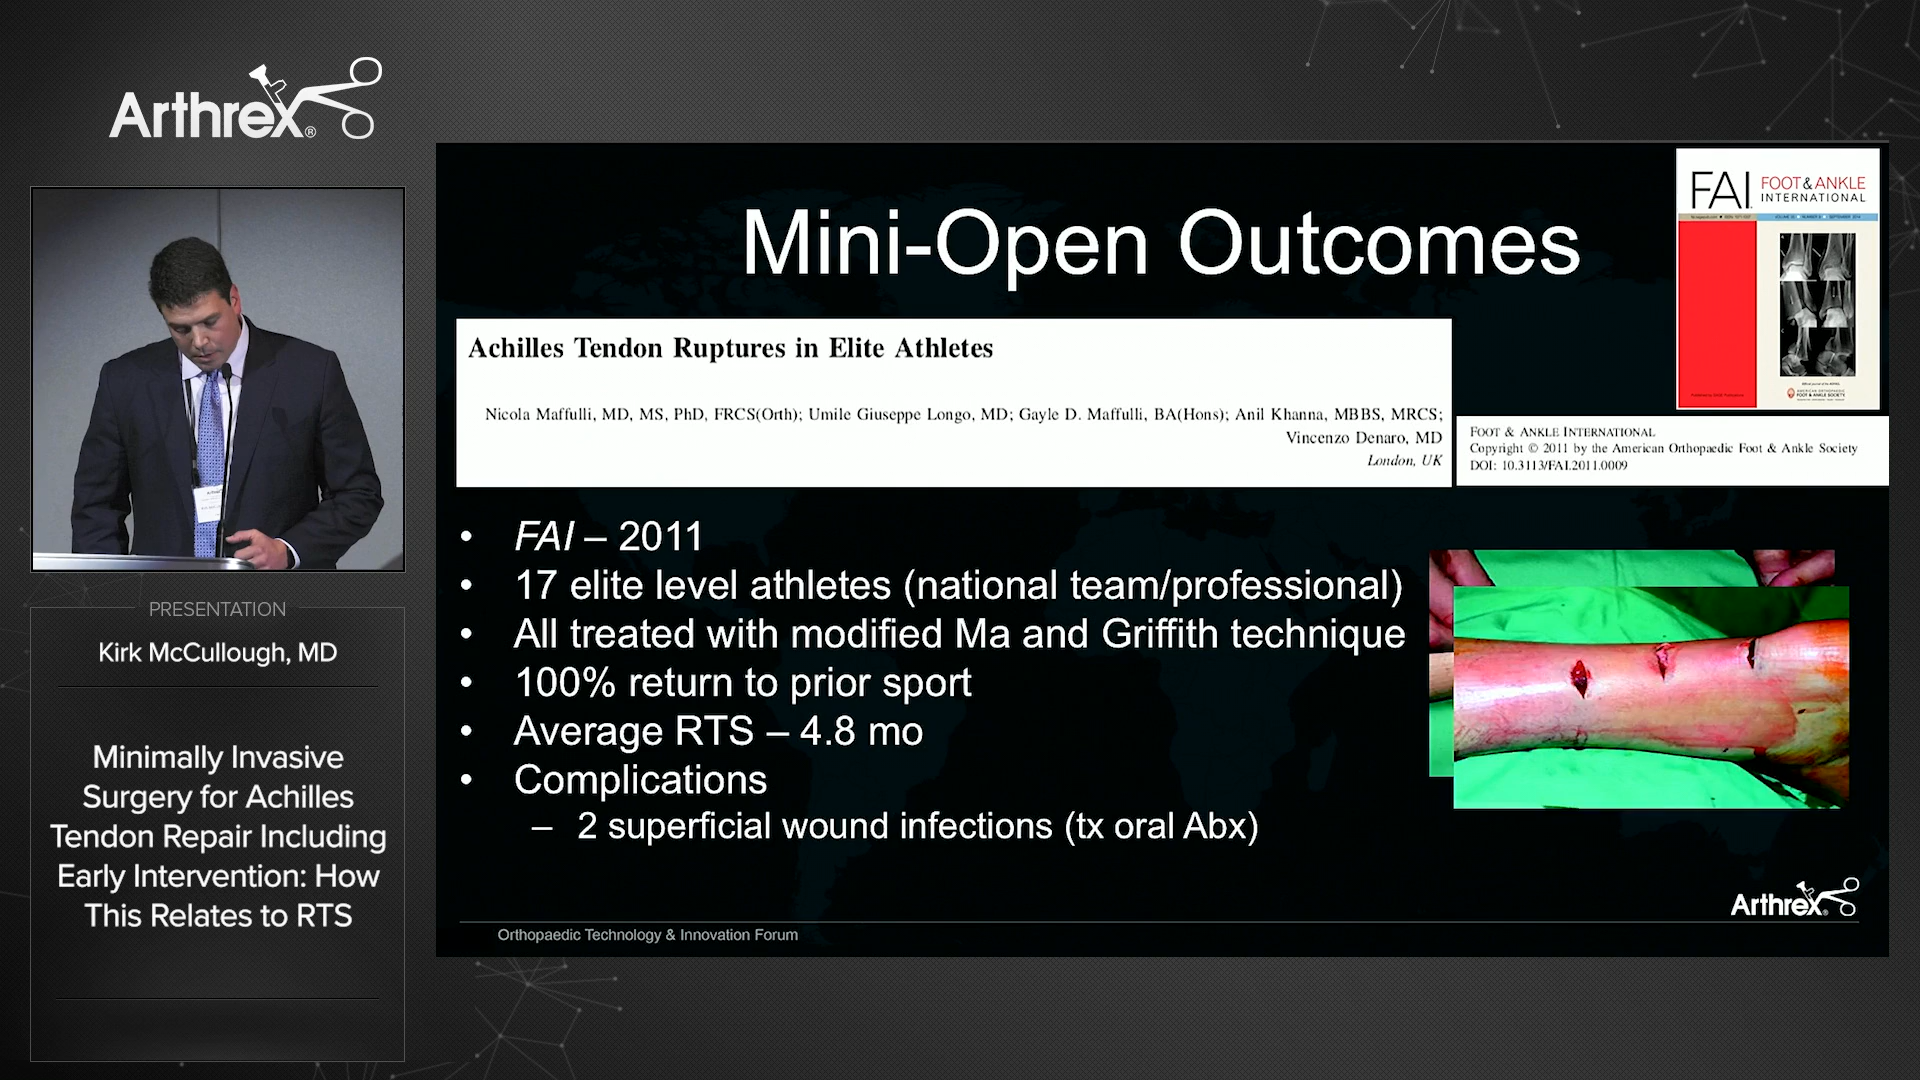 Arthrex®
PRESENTATION
Kirk McCullough, MD
Minimally Invasive
Surgery for Achilles
Tendon Repair Including
Early Intervention: How
This Relates to RTS
Mini-Open Outcomes
FAI FOOT & ANKLE
INTERNATIONAL
Achilles Tendon Ruptures in Elite Athletes
Nicola Maffulli, MD, MS, PhD, FRCS(Orth); Umile Giuseppe Longo, MD; Gayle D. Maffulli, BA(Hons); Anil Khanna, MBBS, MRCS;
Vincenzo Denaro, MD
London, UK
FOOT & ANKLE INTERNATIONAL
Copyright © 2011 by the American Orthopaedic Foot & Ankle Society
DOI: 10.3113/FAI.2011.0009
• FAI – 2011
• 17 elite level athletes (national team/professional)
• All treated with modified Ma and Griffith technique
• 100% return to prior sport
• Average RTS – 4.8 mo
• Complications
– 2 superficial wound infections (tx oral Abx)
Arthrex®
Orthopaedic Technology & Innovation Forum